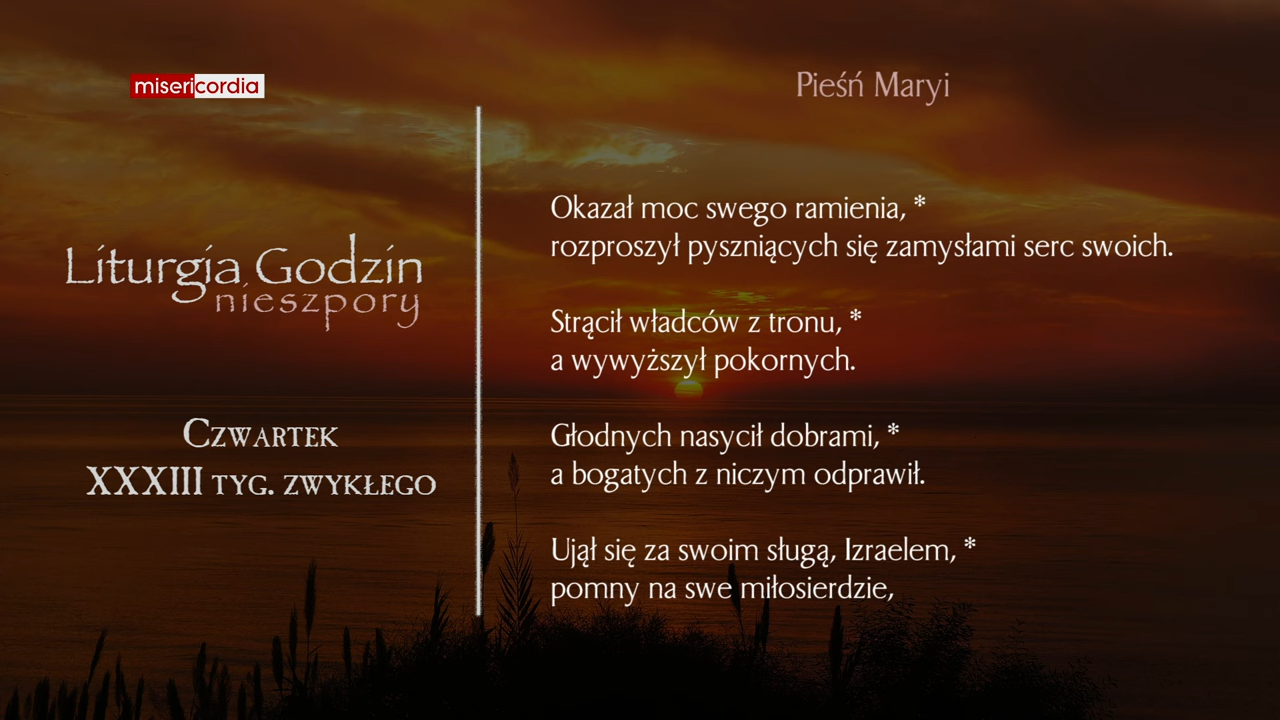 misericordia
Liturgia Godzin
nieszpory
Czwartek
XXXIII tyg. zwykłego
Pieśń Maryi
Okazał moc swego ramienia, *
rozproszył pyszniących się zamysłami serc swoich.
Strącił władców z tronu, *
a wywyższył pokornych.
Głodnych nasycił dobrami, *
a bogatych z niczym odprawił.
Ujął się za swoim sługą, Izraelem, *
pomny na swe miłosierdzie,